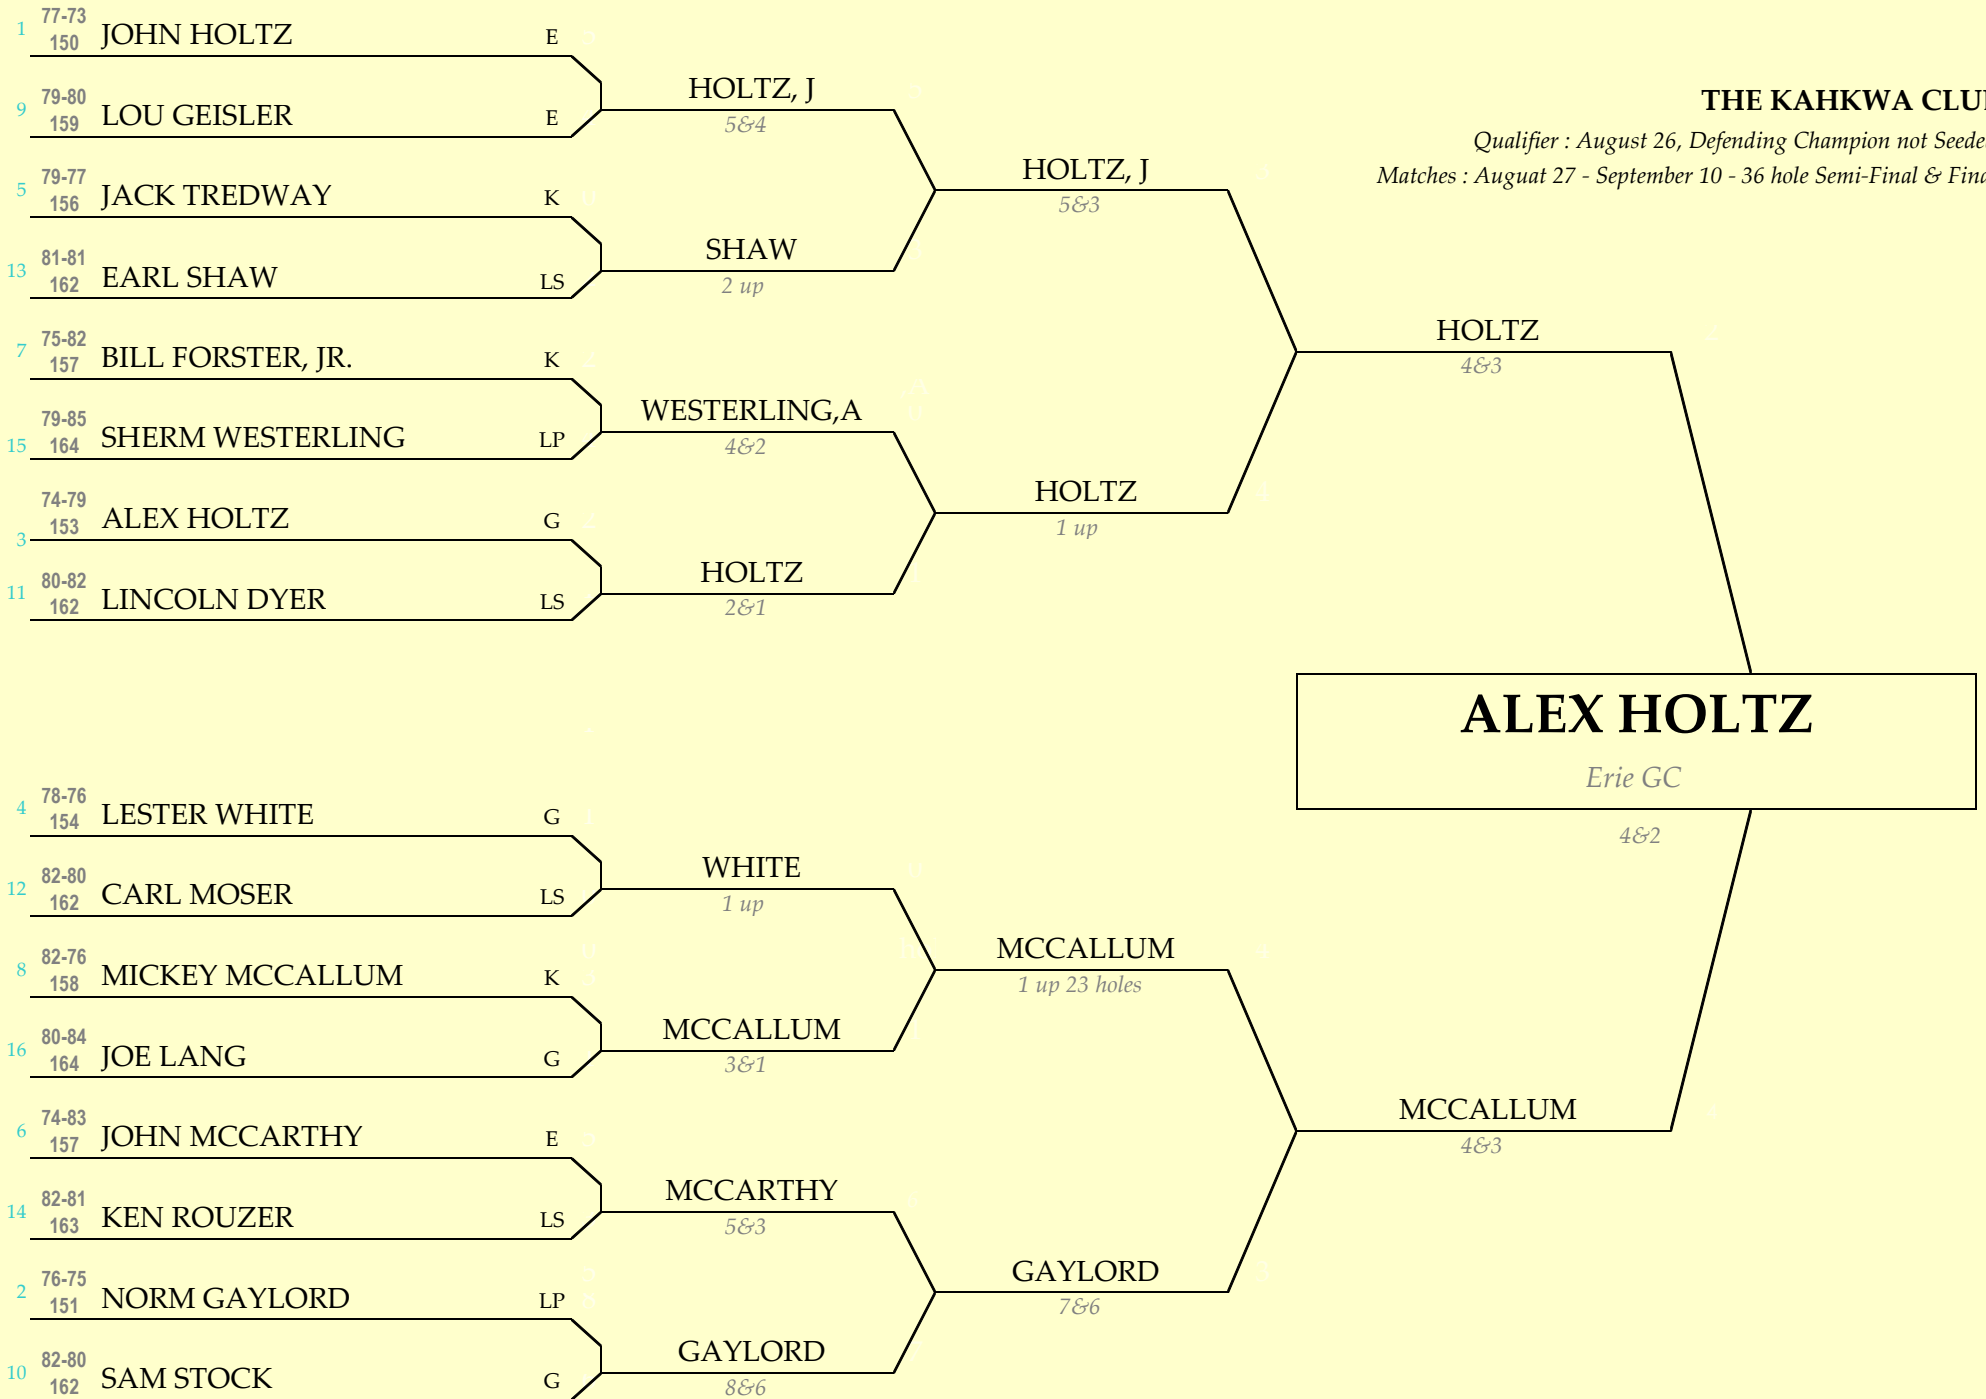 1 77-73 150 JOHN HOLTZ E
HOLTZ, J
5&4
9 79-80 159 LOU GEISLER E
THE KAHKWA CLU
Qualifier : August 26, Defending Champion not Seede
Matches : Auguat 27 - September 10 - 36 hole Semi-Final & Fina
HOLTZ, J
5&3
5 79-77 156 JACK TREDWAY K
SHAW
2 up
13 81-81 162 EARL SHAW LS
HOLTZ
4&3
7 75-82 157 BILL FORSTER, JR. K
WESTERLING,A
4&2
15 79-85 164 SHERM WESTERLING LP
HOLTZ
1 up
3 74-79 153 ALEX HOLTZ G
HOLTZ
2&1
11 80-82 162 LINCOLN DYER LS
ALEX HOLTZ
Erie GC
4&2
4 78-76 154 LESTER WHITE G
WHITE
1 up
12 82-80 162 CARL MOSER LS
MCCALLUM
1 up 23 holes
8 82-76 158 MICKEY MCCALLUM K
MCCALLUM
3&1
16 80-84 164 JOE LANG G
MCCALLUM
4&3
6 74-83 157 JOHN MCCARTHY E
MCCARTHY
5&3
14 82-81 163 KEN ROUZER LS
GAYLORD
7&6
2 76-75 151 NORM GAYLORD LP
GAYLORD
8&6
10 82-80 162 SAM STOCK G